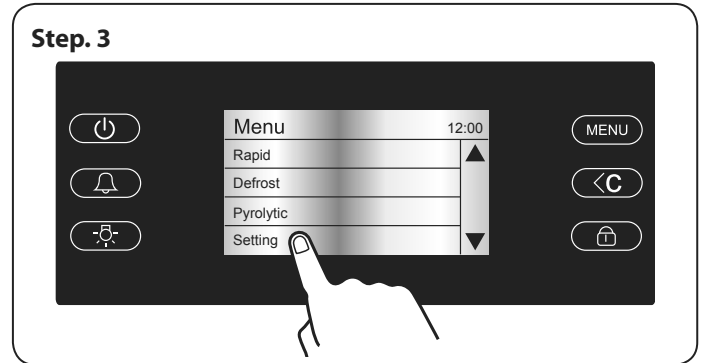 Step. 3
Menu 12:00
MENU
Rapid
Defrost
<C
Pyrolytic
Setting